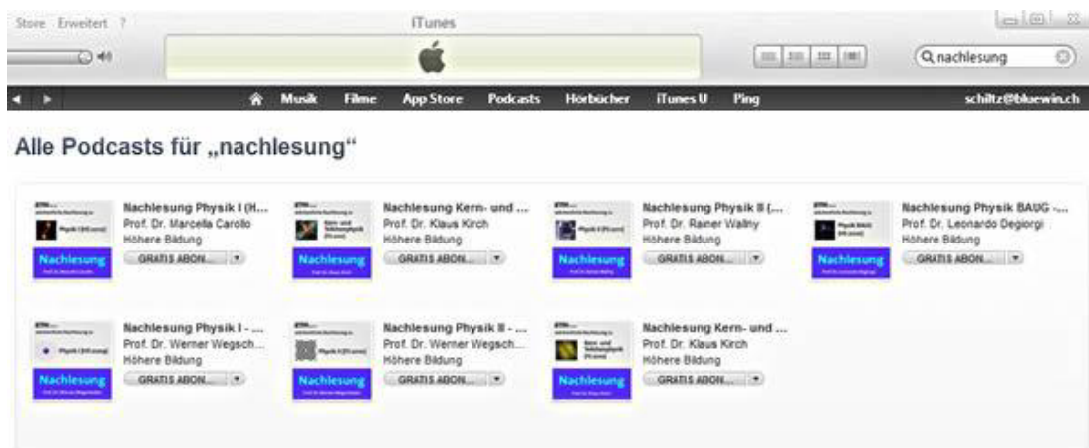 Store Erweitert ?
iTunes
nachlesung
Musik Filme App Store Podcasts Hörbücher iTunes U Ping schiltz@bluewin.ch
Alle Podcasts für „nachlesung“
Nachlesung Physik I (H...
Prof. Dr. Marcella Carollo
Höhere Bildung
GRATIS ABON...
Nachlesung
Nachlesung Kern- und ...
Prof. Dr. Klaus Kirch
Höhere Bildung
GRATIS ABON...
Nachlesung
Nachlesung Physik II (...
Prof. Dr. Rainer Wallny
Höhere Bildung
GRATIS ABON...
Nachlesung
Nachlesung Physik BAUG -...
Prof. Dr. Leonardo Degiorgi
Höhere Bildung
GRATIS ABON...
Nachlesung
Nachlesung Physik I - ...
Prof. Dr. Werner Wegsch...
Höhere Bildung
GRATIS ABON...
Nachlesung
Nachlesung Physik II - ...
Prof. Dr. Werner Wegsch...
Höhere Bildung
GRATIS ABON...
Nachlesung
Nachlesung Kern- und ...
Prof. Dr. Klaus Kirch
Höhere Bildung
GRATIS ABON...
Nachlesung